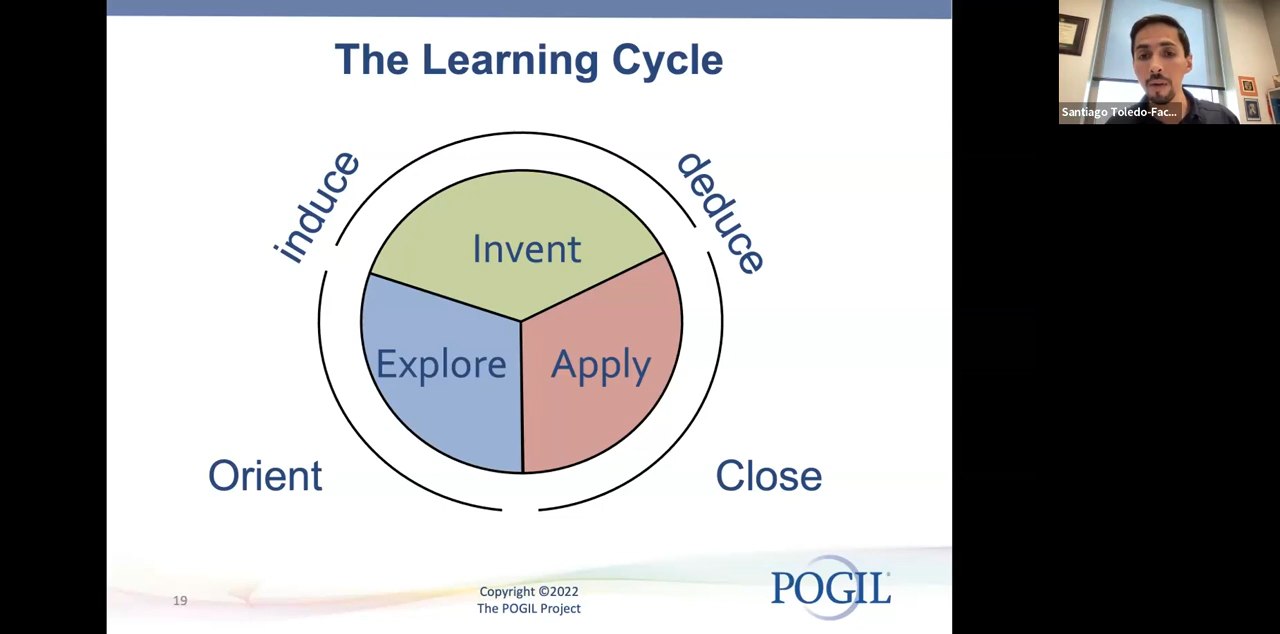 The Learning Cycle
Santiago Toledo-Fac...
induce
deduce
Invent
Explore
Apply
Orient
Close
19
Copyright ©2022
The POGIL Project
POGIL